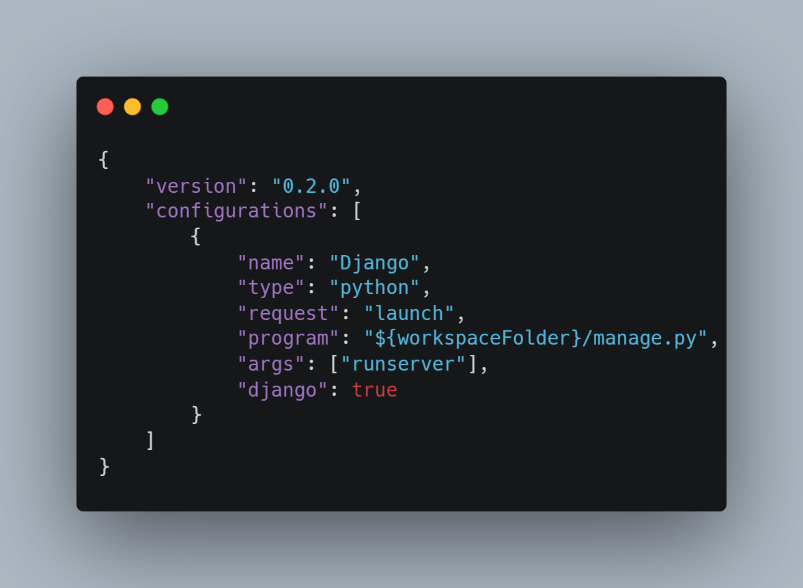 {
    "version": "0.2.0",
    "configurations": [
        {
            "name": "Django",
            "type": "python",
            "request": "launch",
            "program": "${workspaceFolder}/manage.py",
            "args": ["runserver"],
            "django": true
        }
    ]
}